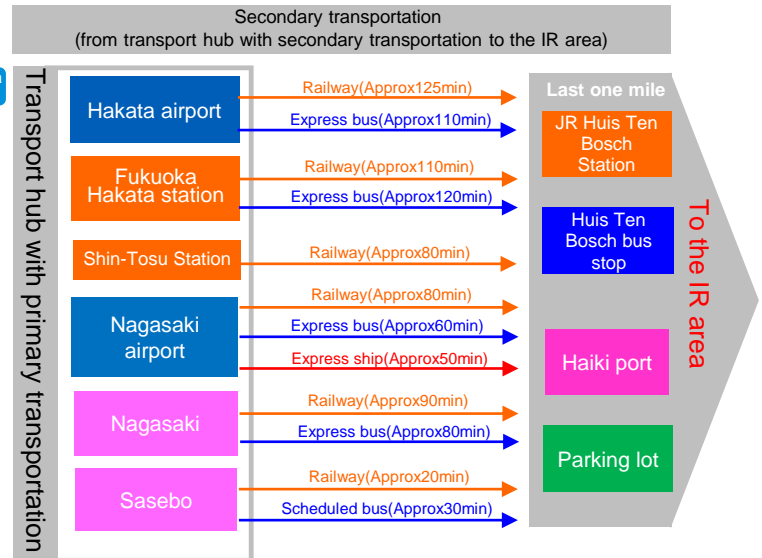 Secondary transportation
(from transport hub with secondary transportation to the IR area)
Transport hub with primary transportation
Hakata airport
Railway(Approx125min)
Express bus(Approx110min)
Fukuoka
Hakata station
Railway(Approx110min)
Express bus(Approx120min)
Shin-Tosu Station
Railway(Approx80min)
Nagasaki
airport
Railway(Approx80min)
Express bus(Approx60min)
Express ship(Approx50min)
Nagasaki
Railway(Approx90min)
Express bus(Approx80min)
Sasebo
Railway(Approx20min)
Scheduled bus(Approx30min)
Last one mile
JR Huis Ten
Bosch
Station
Huis Ten
Bosch bus
stop
Haiki port
Parking lot
To the IR area